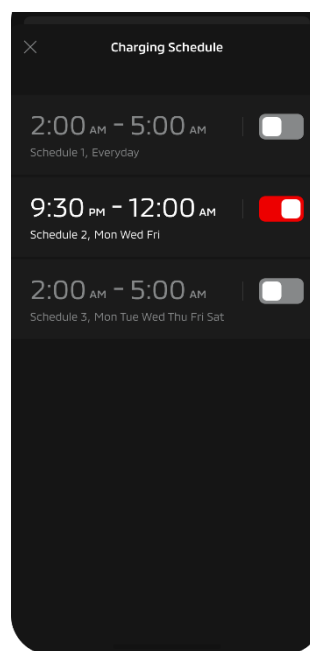 Charging Schedule
2:00 AM - 5:00 AM
Schedule 1, Everyday
9:30 PM - 12:00 AM
Schedule 2, Mon Wed Fri
2:00 AM - 5:00 AM
Schedule 3, Mon Tue Wed Thu Fri Sat